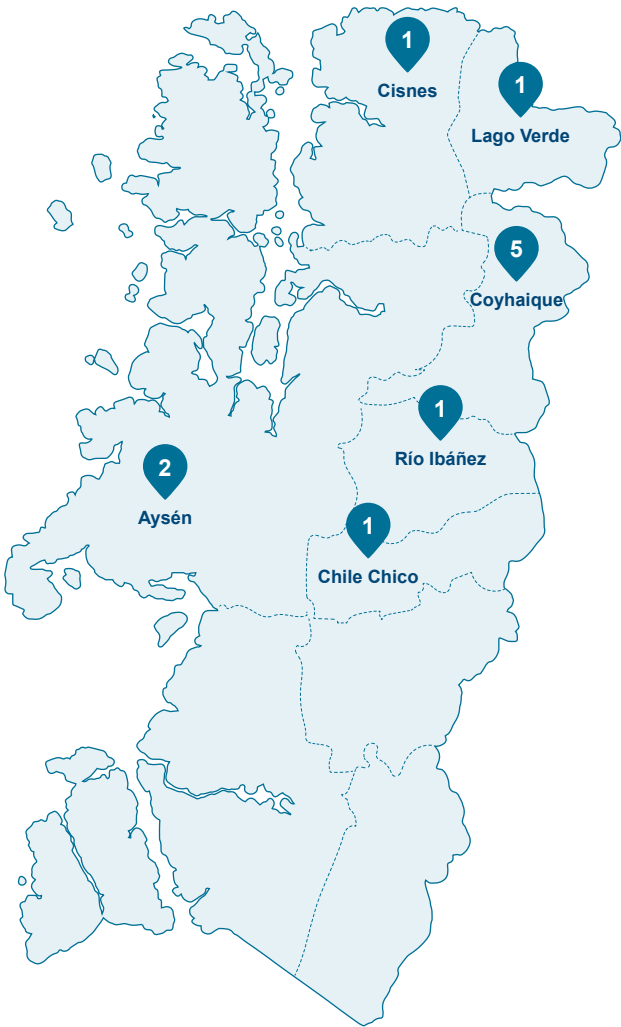 1
Cisnes
1
Lago Verde
5
Coyhaique
1
Río Ibáñez
2
Aysén
1
Chile Chico